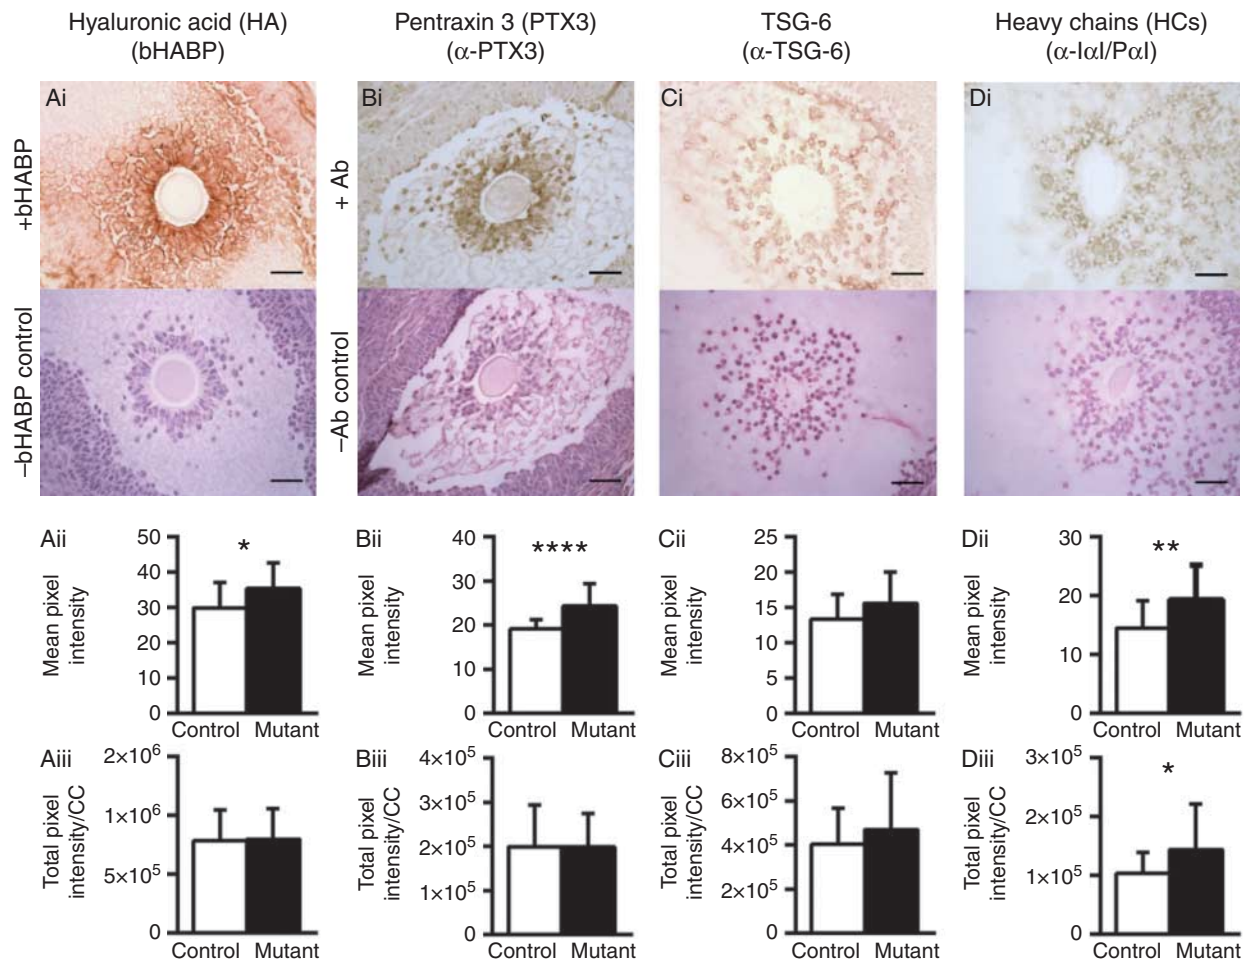 Hyaluronic acid (HA)
(bHABP)
Pentraxin 3 (PTX3)
(α-PTX3)
TSG-6
(α-TSG-6)
Heavy chains (HCs)
(α-IαI/PαI)
+bHABP
Ai
+ Ab
Bi
Ci
Di
–bHABP control
–Ab control
Aii
Mean pixel
intensity
50
40
30
20
10
0
*
Control Mutant
Bii
Mean pixel
intensity
40
30
20
10
0
****
Control Mutant
Cii
Mean pixel
intensity
25
20
15
10
5
0
Control Mutant
Dii
Mean pixel
intensity
30
20
10
0
**
Control Mutant
Aiii
Total pixel
intensity/CC
2×10⁶
1×10⁶
5×10⁵
0
Control Mutant
Biii
Total pixel
intensity/CC
4×10⁵
3×10⁵
2×10⁵
1×10⁵
0
Control Mutant
Ciii
Total pixel
intensity/CC
8×10⁵
6×10⁵
4×10⁵
2×10⁵
0
Control Mutant
Diii
Total pixel
intensity/CC
3×10⁵
2×10⁵
1×10⁵
0
*
Control Mutant